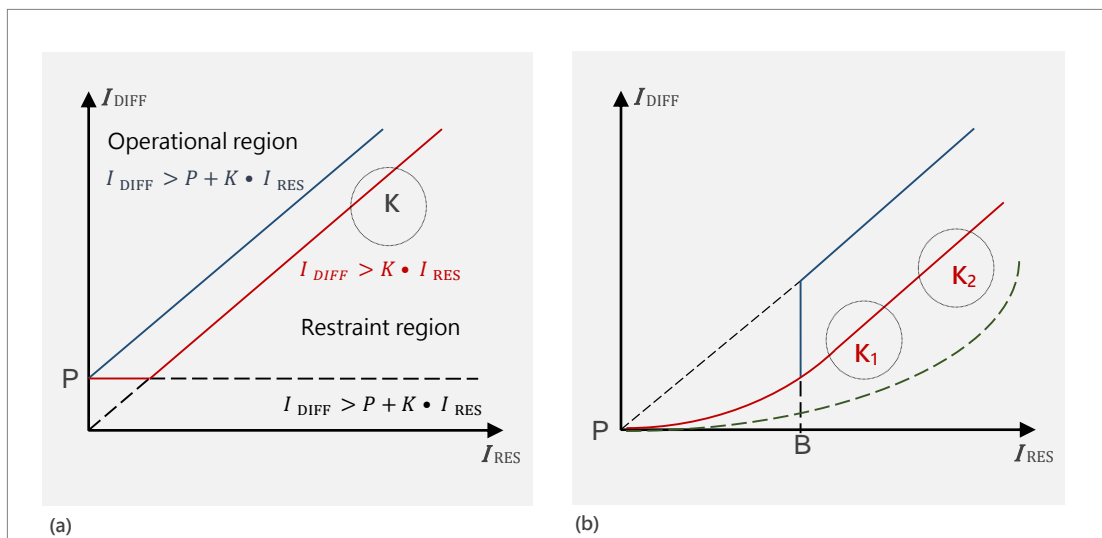 I DIFF
Operational region
I DIFF > P + K • I RES
K
I DIFF > K • I RES
Restraint region
P
I DIFF > P + K • I RES
I RES
(a)
I DIFF
K2
K1
P
B
I RES
(b)